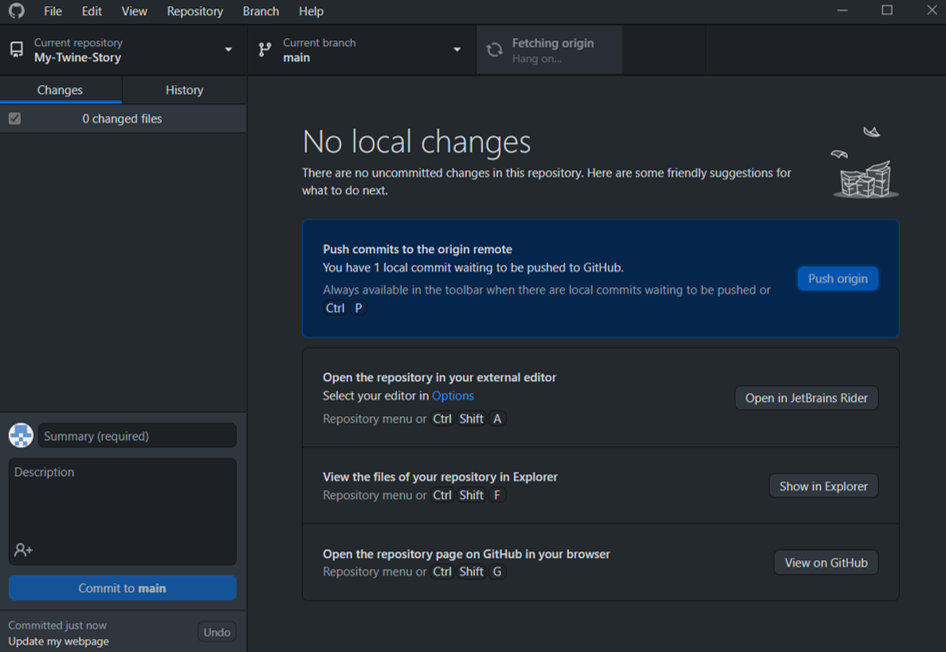 File Edit View Repository Branch Help
Current repository
My-Twine-Story
Current branch
main
Fetching origin
Hang on...
Changes History
0 changed files
No local changes
There are no uncommitted changes in this repository. Here are some friendly suggestions for
what to do next.
Push commits to the origin remote
You have 1 local commit waiting to be pushed to GitHub.
Always available in the toolbar when there are local commits waiting to be pushed or
Ctrl P
Push origin
Open the repository in your external editor
Select your editor in Options
Repository menu or Ctrl Shift A
Open in JetBrains Rider
View the files of your repository in Explorer
Repository menu or Ctrl Shift F
Show in Explorer
Open the repository page on GitHub in your browser
Repository menu or Ctrl Shift G
View on GitHub
Summary (required)
Description
Commit to main
Committed just now
Update my webpage
Undo